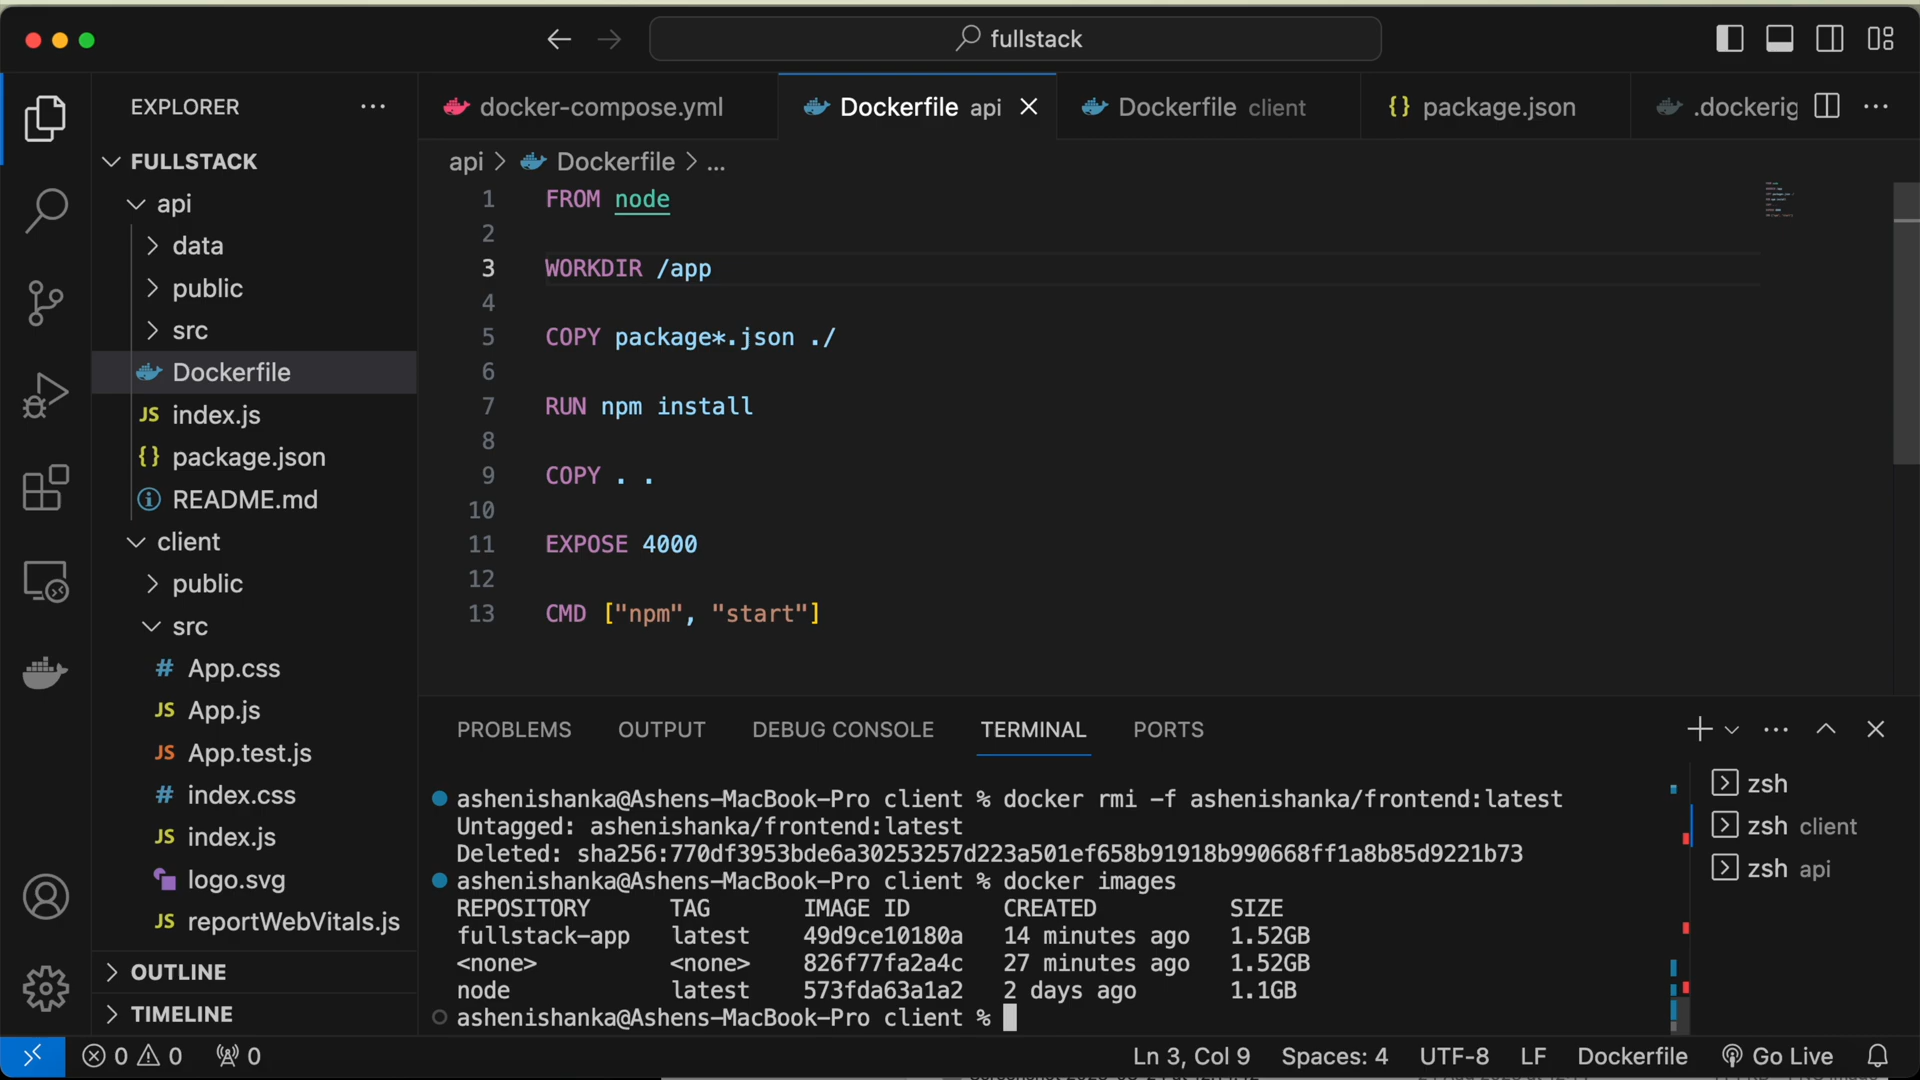 fullstack
EXPLORER
FULLSTACK
api
data
public
src
Dockerfile
index.js
package.json
README.md
client
public
src
App.css
App.js
App.test.js
index.css
index.js
logo.svg
reportWebVitals.js
OUTLINE
TIMELINE
docker-compose.yml
Dockerfile api
Dockerfile client
package.json
.dockerig
api > Dockerfile > ...
1 FROM node
2
3 WORKDIR /app
4
5 COPY package*.json ./
6
7 RUN npm install
8
9 COPY . .
10
11 EXPOSE 4000
12
13 CMD ["npm", "start"]
PROBLEMS OUTPUT DEBUG CONSOLE TERMINAL PORTS
ashenishanka@Ashens-MacBook-Pro client % docker rmi -f ashenishanka/frontend:latest
Untagged: ashenishanka/frontend:latest
Deleted: sha256:770df3953bde6a30253257d223a501ef658b91918b990668ff1a8b85d9221b73
ashenishanka@Ashens-MacBook-Pro client % docker images
REPOSITORY TAG IMAGE ID CREATED SIZE
fullstack-app latest 49d9ce10180a 14 minutes ago 1.52GB
<none> <none> 826f77fa2a4c 27 minutes ago 1.52GB
node latest 573fda63a1a2 2 days ago 1.1GB
ashenishanka@Ashens-MacBook-Pro client %
zsh
zsh client
zsh api
0 0 0
Ln 3, Col 9
Spaces: 4
UTF-8
LF
Dockerfile
Go Live